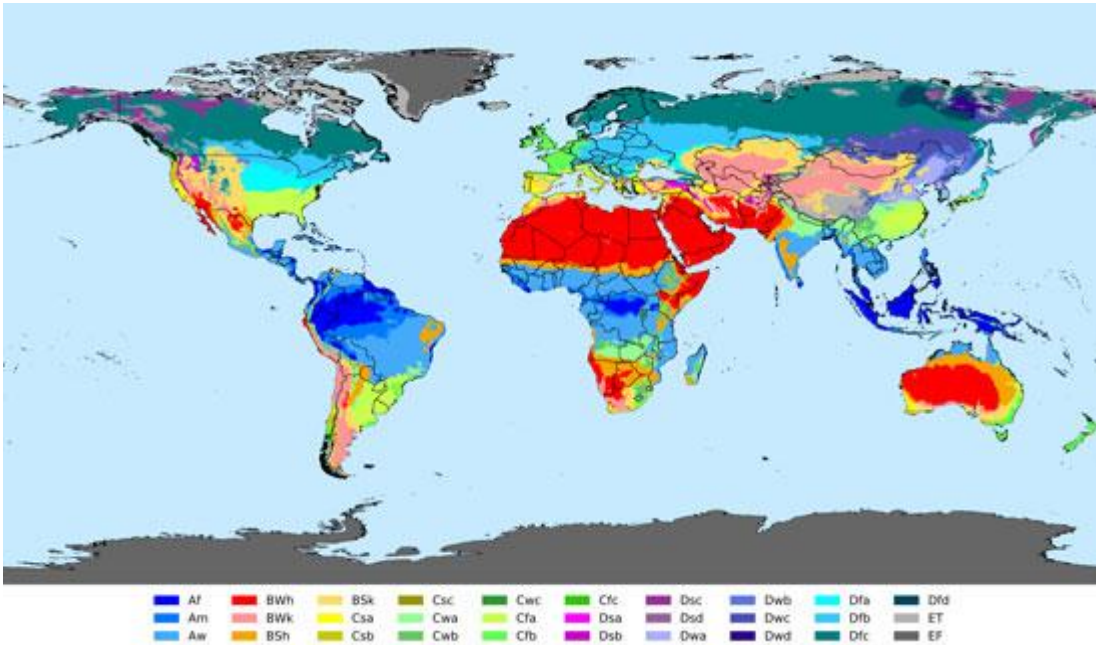 Af BWh BSk Csc Cwc Cfc Dsc Dwb Dfa Dfd
Am BWk Csa Cwa Cfa Dsa Dsd Dwc Dfb ET
Aw BSh Csb Cwb Cfb Dsb Dwa Dwd Dfc EF